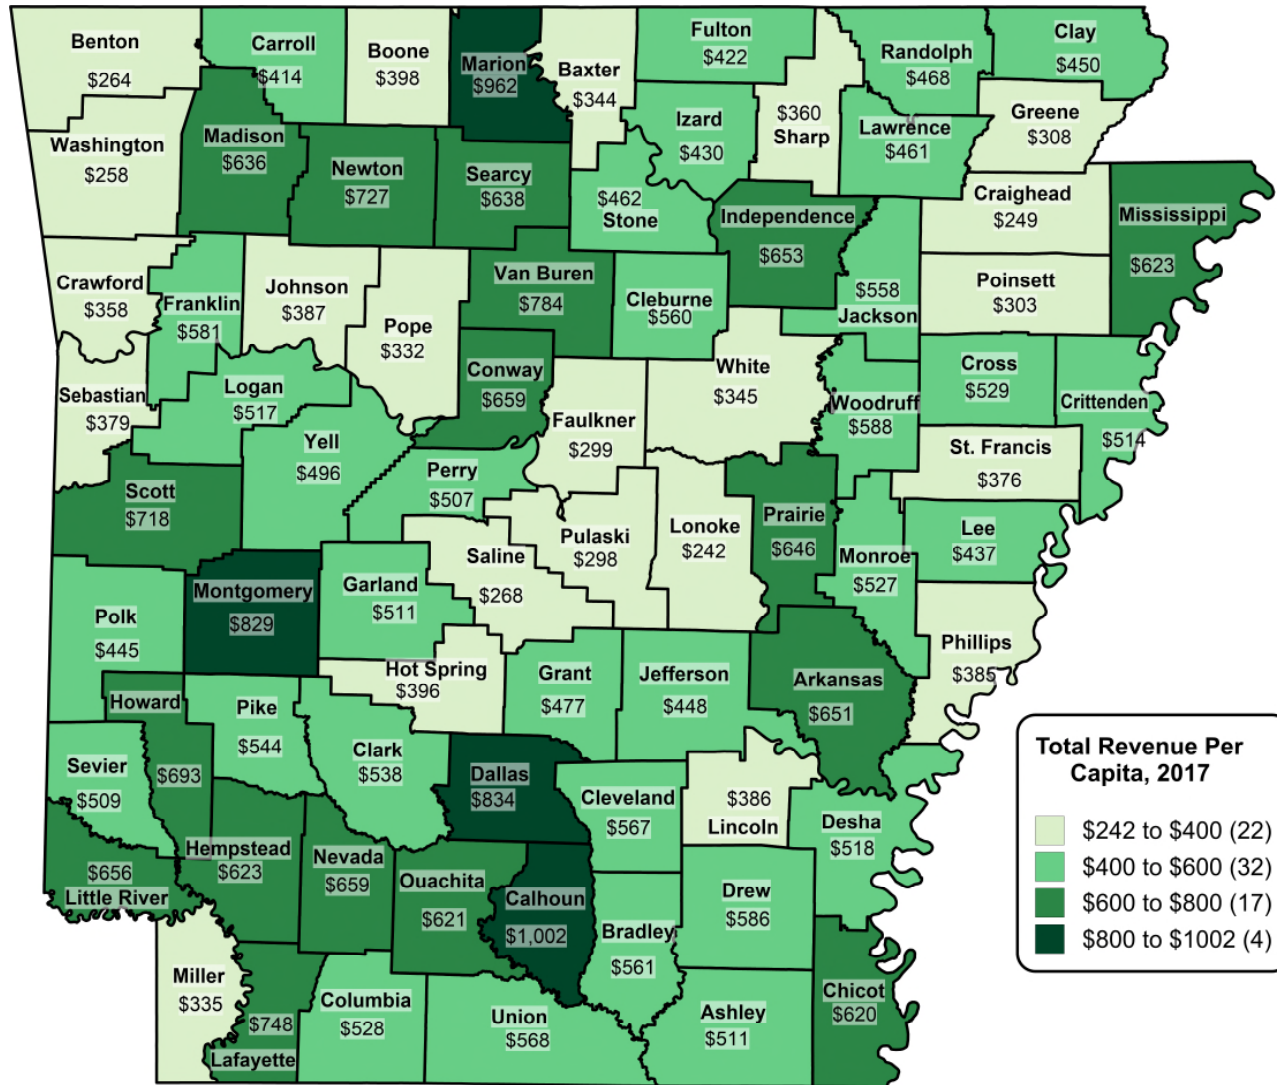 Benton
$264
Carroll
$414
Boone
$398
Marion
$962
Baxter
$344
Fulton
$422
Randolph
$468
Clay
$450
Washington
$258
Madison
$636
Newton
$727
Searcy
$638
Izard
$430
$360
Sharp
Lawrence
$461
Greene
$308
$462
Stone
Independence
$653
Craighead
$249
Mississippi
$623
Crawford
$358
Franklin
$581
Johnson
$387
Pope
$332
Van Buren
$784
Cleburne
$560
$558
Jackson
Poinsett
$303
Sebastian
$379
Logan
$517
Conway
$659
White
$345
Woodruff
$588
Cross
$529
Crittenden
$514
Yell
$496
Faulkner
$299
St. Francis
$376
Scott
$718
Perry
$507
Pulaski
$298
Lonoke
$242
Prairie
$646
Monroe
$527
Lee
$437
Montgomery
$829
Garland
$511
Saline
$268
Polk
$445
Hot Spring
$396
Grant
$477
Jefferson
$448
Arkansas
$651
Phillips
$385
Howard
$693
Pike
$544
Clark
$538
Dallas
$834
Sevier
$509
Cleveland
$567
$386
Lincoln
Desha
$518
$656
Little River
Hempstead
$623
Nevada
$659
Ouachita
$621
Calhoun
$1,002
Bradley
$561
Drew
$586
Miller
$335
$748
Lafayette
Columbia
$528
Union
$568
Ashley
$511
Chicot
$620
Total Revenue Per
Capita, 2017
$242 to $400 (22)
$400 to $600 (32)
$600 to $800 (17)
$800 to $1002 (4)